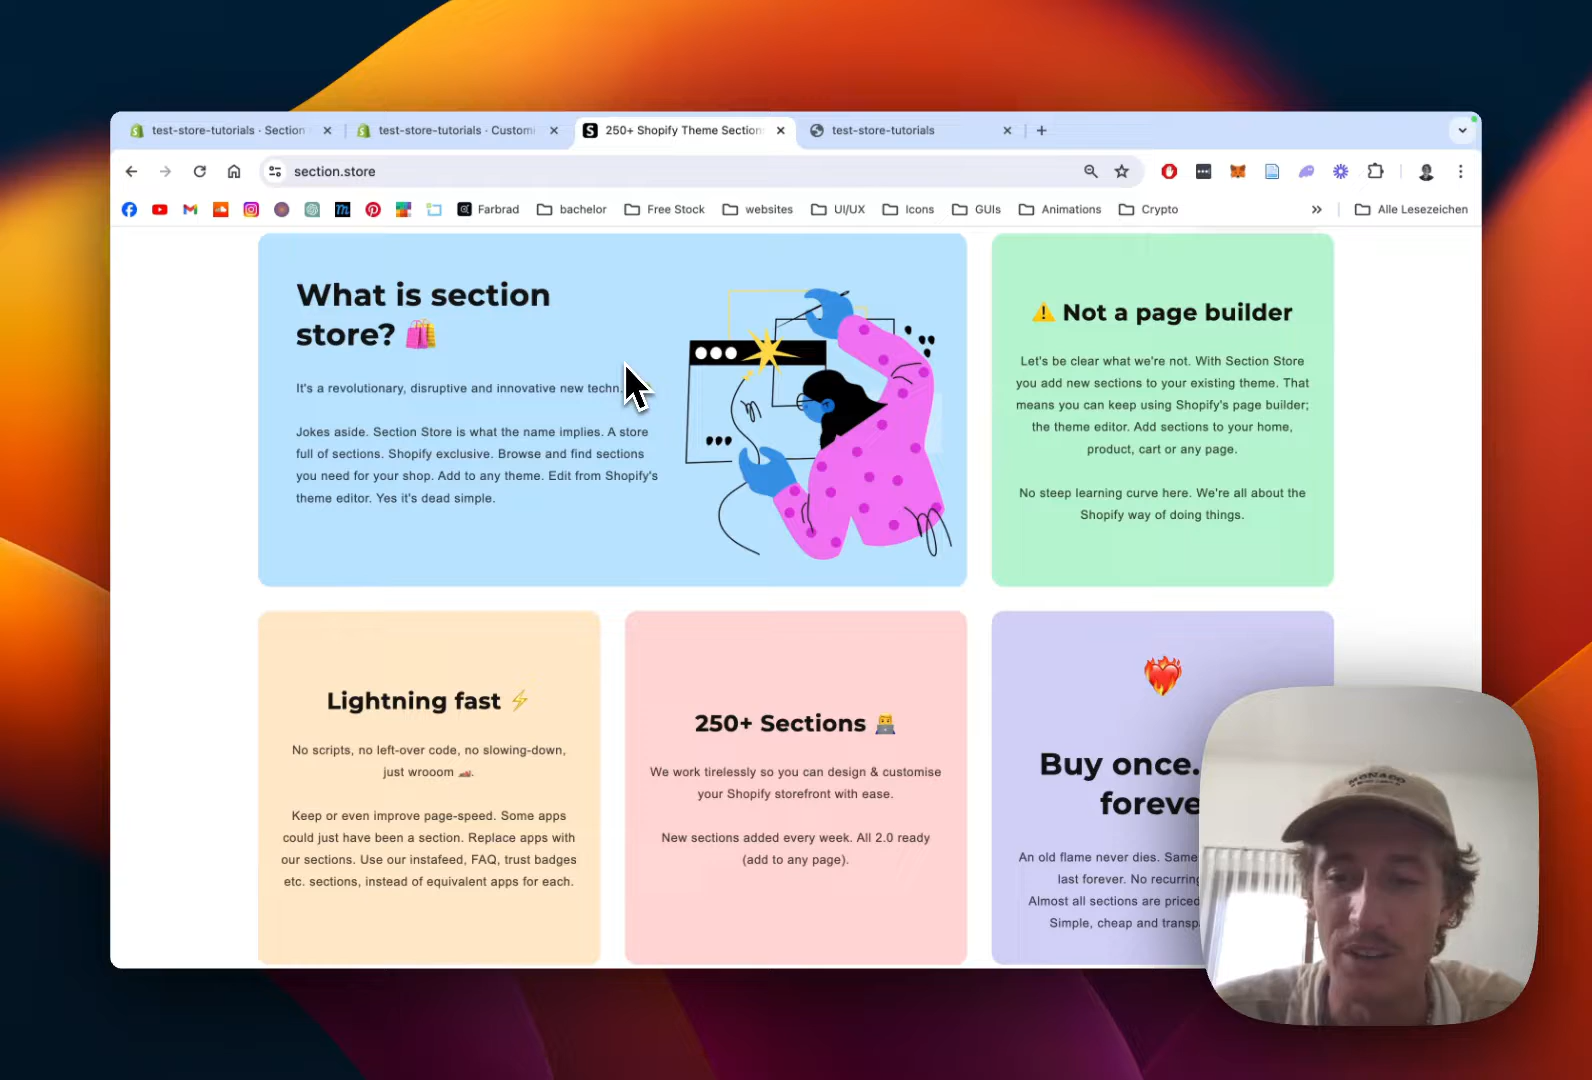 test-store-tutorials · Section
test-store-tutorials · Customi
250+ Shopify Theme Section
test-store-tutorials
section.store
Farbrad
bachelor
Free Stock
websites
UI/UX
Icons
GUIs
Animations
Crypto
Alle Lesezeichen
What is section
store? 🛍️
It's a revolutionary, disruptive and innovative new techn
Jokes aside. Section Store is what the name implies. A store
full of sections. Shopify exclusive. Browse and find sections
you need for your shop. Add to any theme. Edit from Shopify's
theme editor. Yes it's dead simple.
⚠️ Not a page builder
Let's be clear what we're not. With Section Store
you add new sections to your existing theme. That
means you can keep using Shopify's page builder;
the theme editor. Add sections to your home,
product, cart or any page.
No steep learning curve here. We're all about the
Shopify way of doing things.
Lightning fast ⚡
No scripts, no left-over code, no slowing-down,
just wrooom 🏎️.
Keep or even improve page-speed. Some apps
could just have been a section. Replace apps with
our sections. Use our instafeed, FAQ, trust badges
etc. sections, instead of equivalent apps for each.
250+ Sections 👨‍💻
We work tirelessly so you can design & customise
your Shopify storefront with ease.
New sections added every week. All 2.0 ready
(add to any page).
❤️‍🔥
Buy once.
foreve
An old flame never dies. Same
last forever. No recurring
Almost all sections are priced
Simple, cheap and transp
MONACO